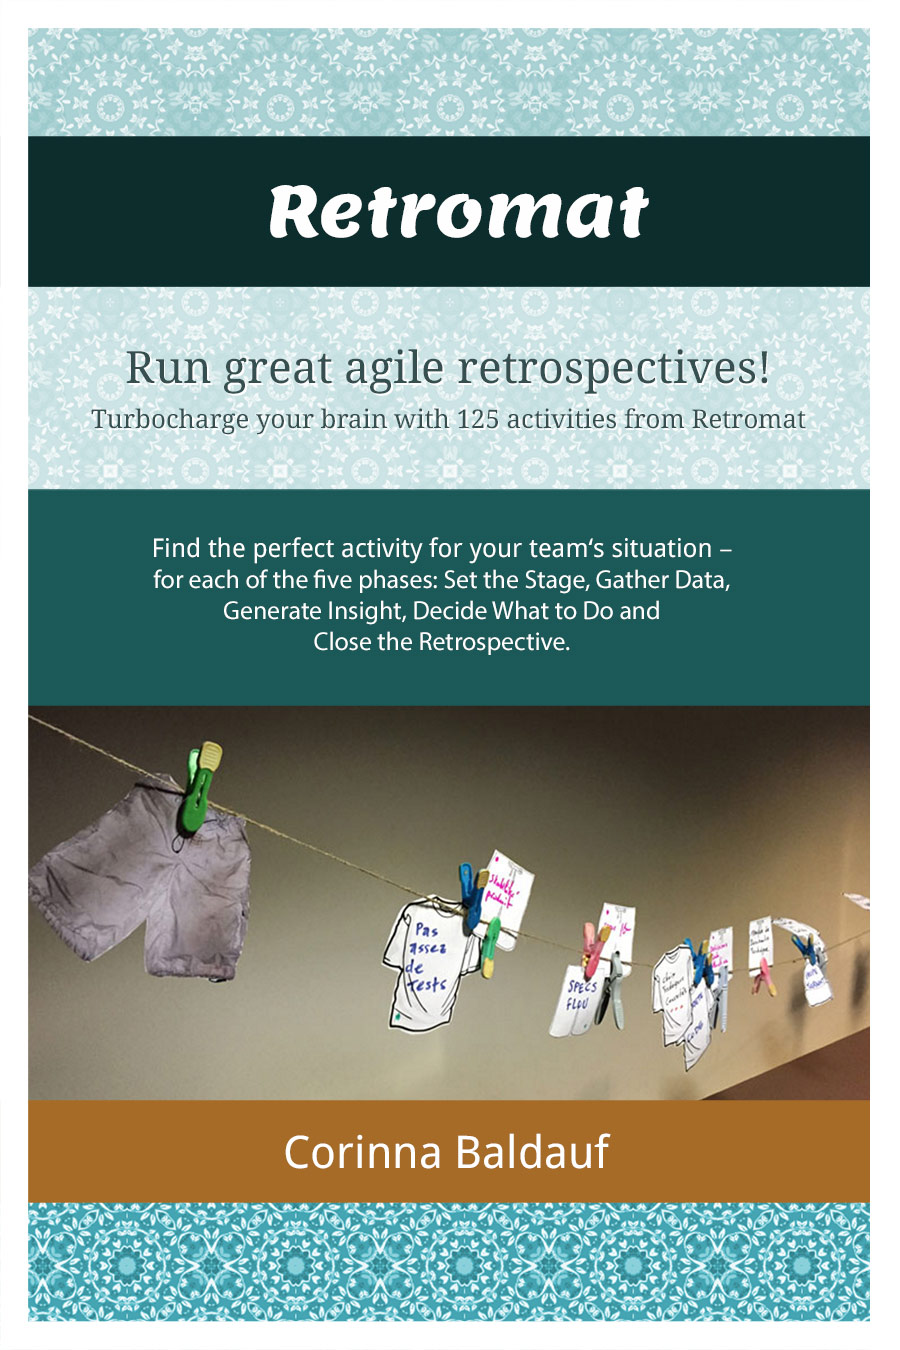 Retromat
Run great agile retrospectives!
Turbocharge your brain with 125 activities from Retromat
Find the perfect activity for your team‘s situation –
for each of the five phases: Set the Stage, Gather Data,
Generate Insight, Decide What to Do and
Close the Retrospective.
Pas
assez
de
tests
SPECS
FLOU
Corinna Baldauf